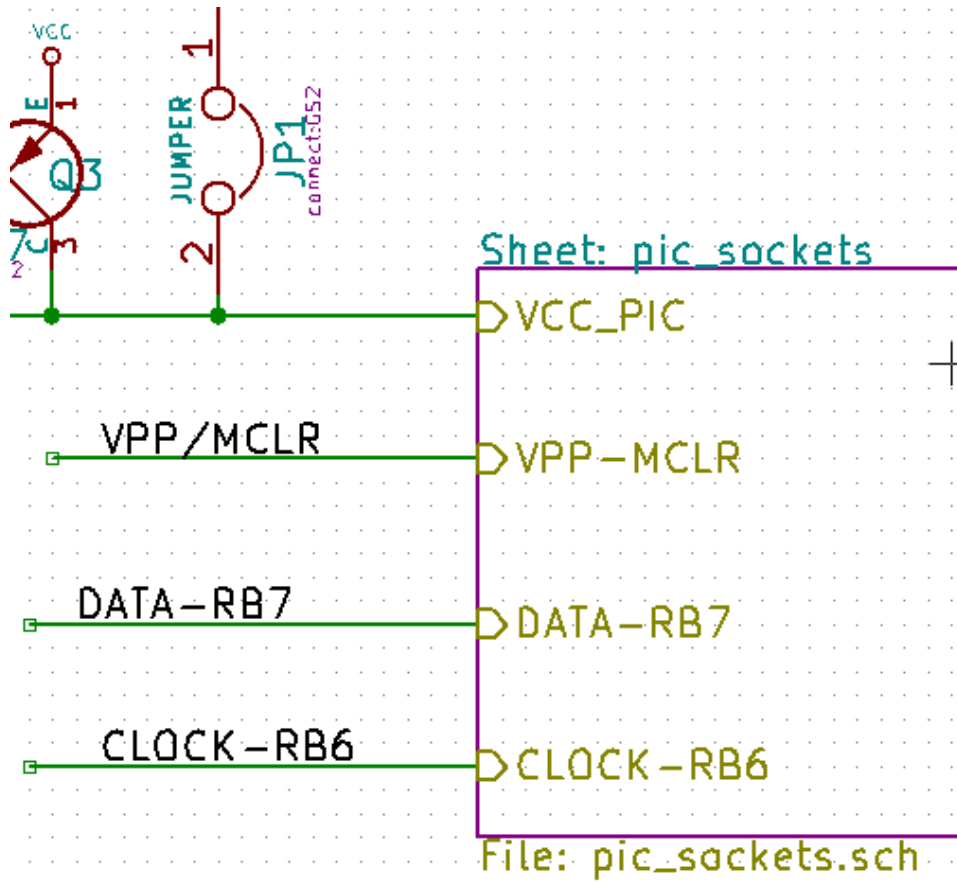 VCC
1
E
1
JUMPER
JP1
connect:GS2
Q3
2
C
3
7
2
Sheet: pic_sockets
VCC_PIC
VPP/MCLR
VPP-MCLR
DATA-RB7
DATA-RB7
CLOCK-RB6
CLOCK-RB6
File: pic_sockets.sch